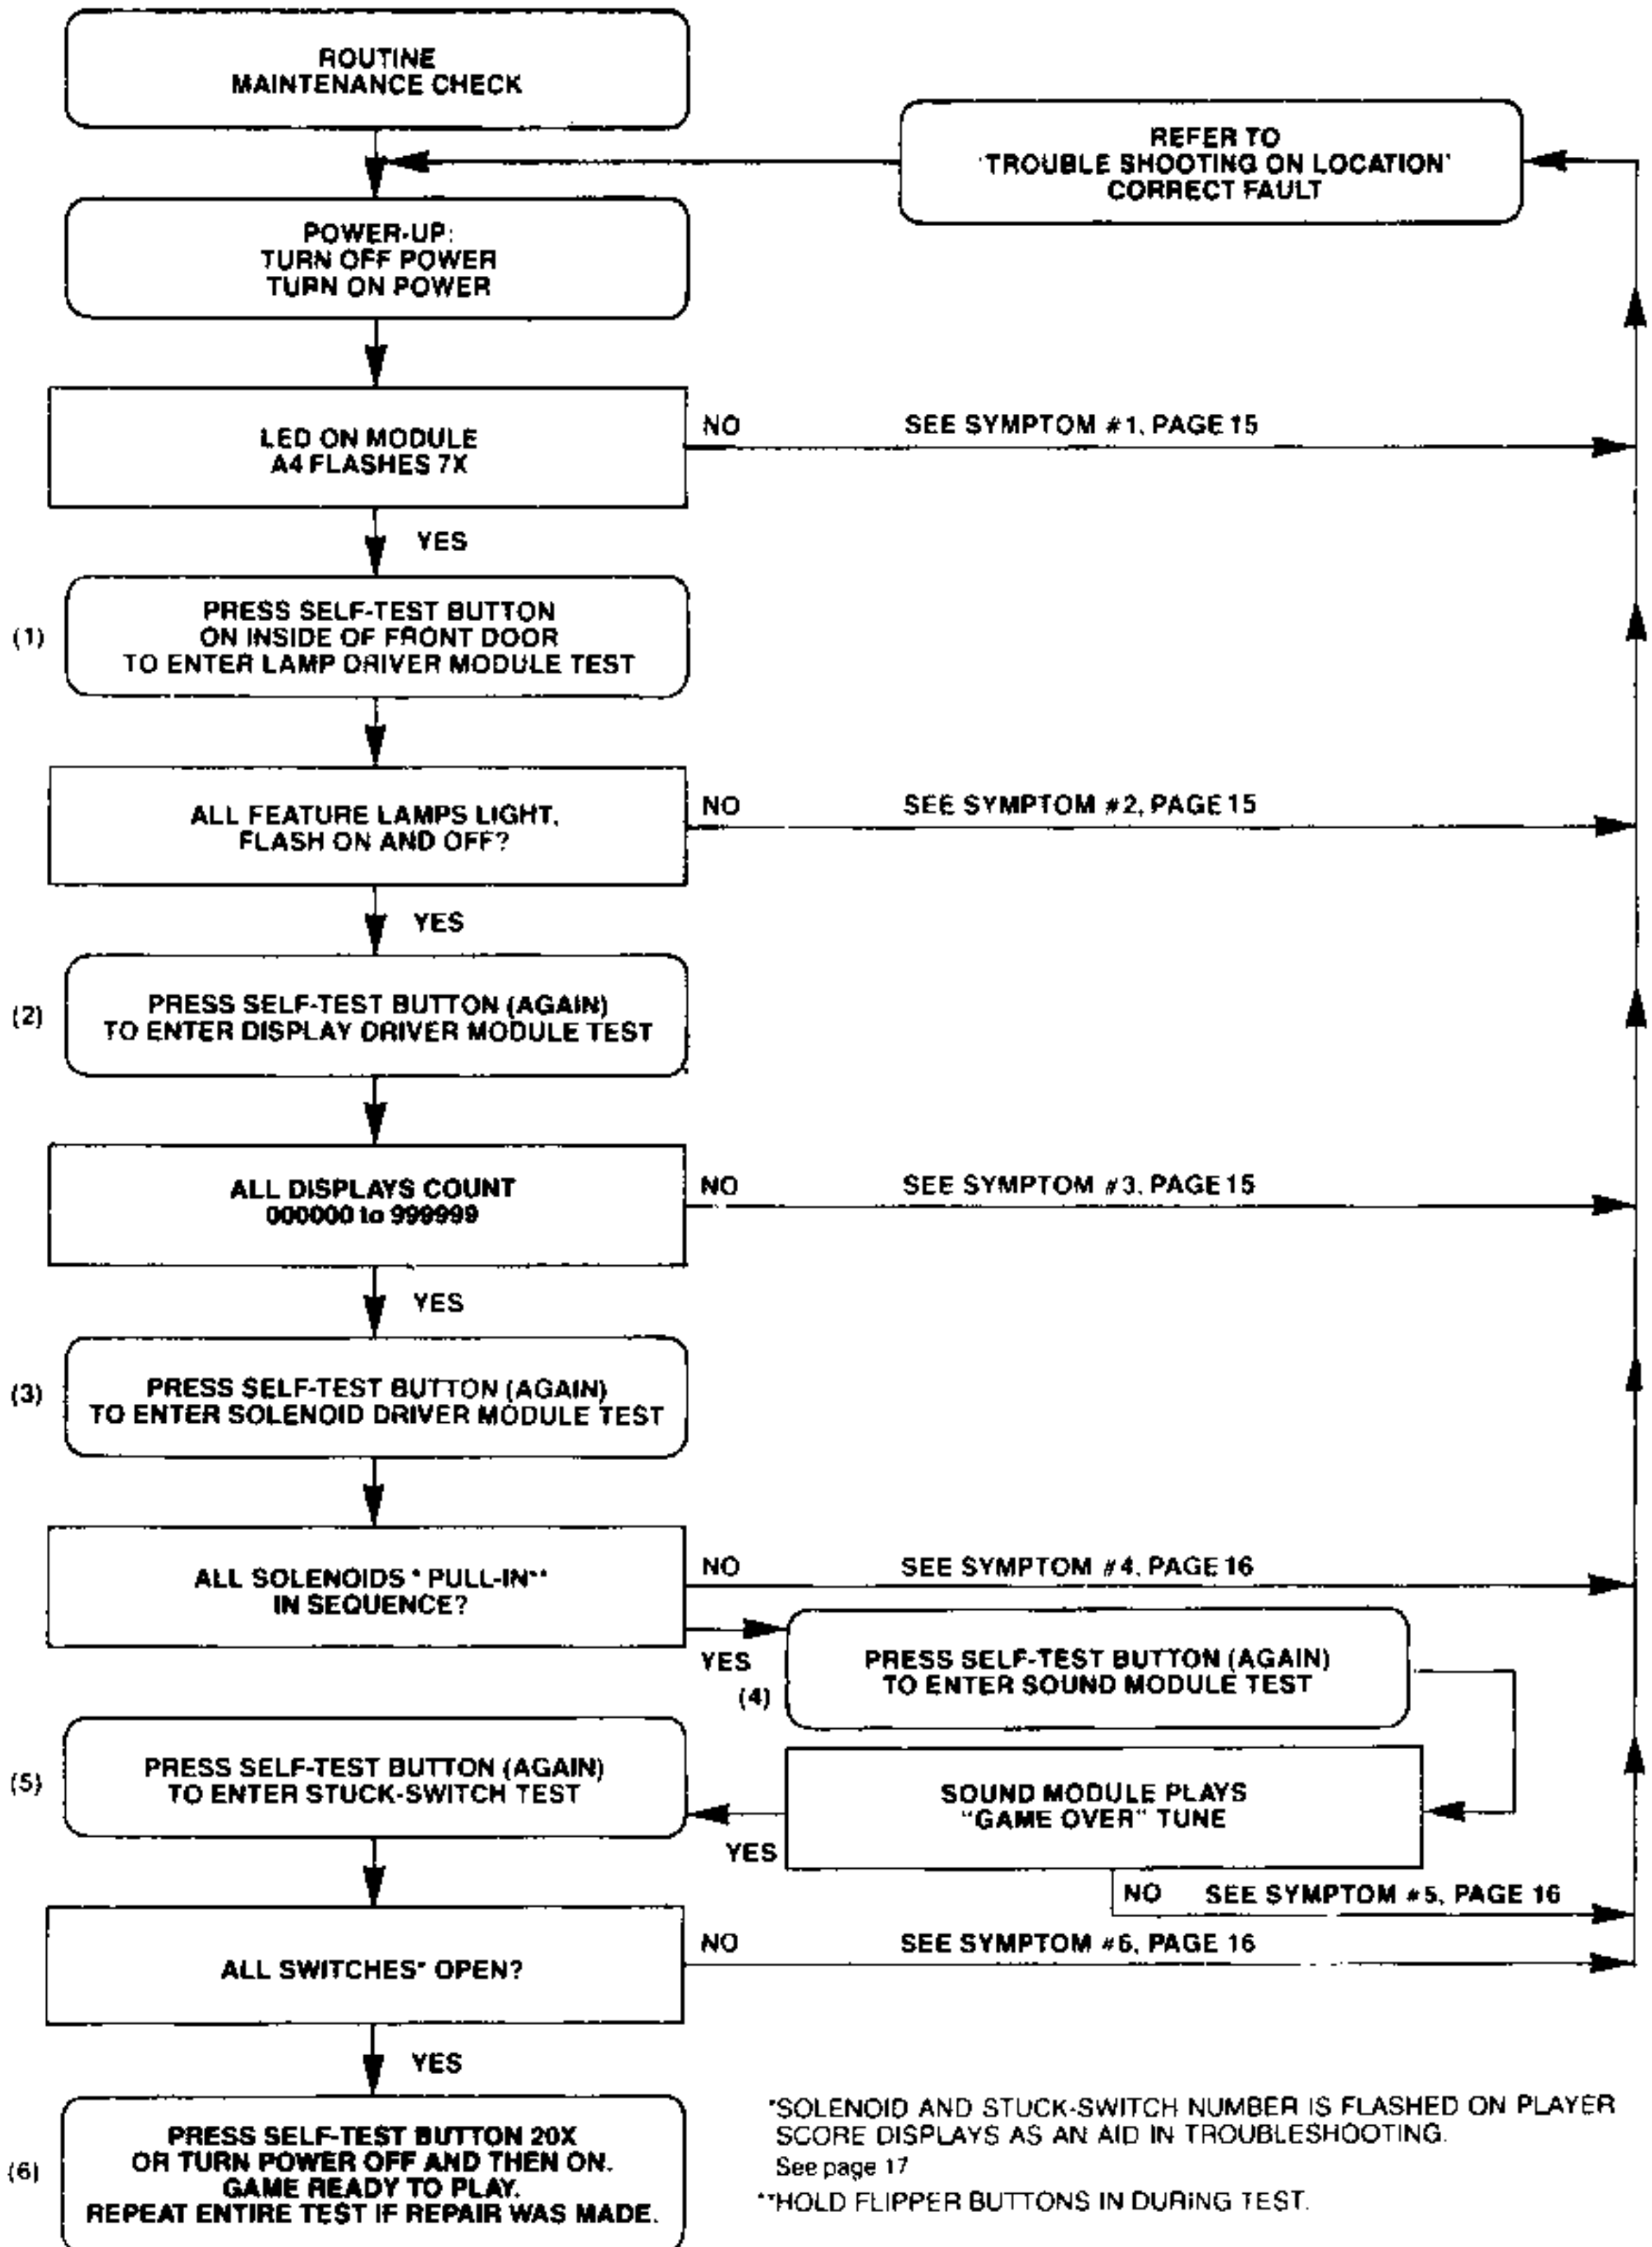 ROUTINE
MAINTENANCE CHECK
REFER TO
'TROUBLE SHOOTING ON LOCATION'
CORRECT FAULT
POWER-UP:
TURN OFF POWER
TURN ON POWER
LED ON MODULE
A4 FLASHES 7X
NO
SEE SYMPTOM #1, PAGE 15
YES
(1)
PRESS SELF-TEST BUTTON
ON INSIDE OF FRONT DOOR
TO ENTER LAMP DRIVER MODULE TEST
ALL FEATURE LAMPS LIGHT,
FLASH ON AND OFF?
NO
SEE SYMPTOM #2, PAGE 15
YES
(2)
PRESS SELF-TEST BUTTON (AGAIN)
TO ENTER DISPLAY DRIVER MODULE TEST
ALL DISPLAYS COUNT
000000 to 999999
NO
SEE SYMPTOM #3, PAGE 15
YES
(3)
PRESS SELF-TEST BUTTON (AGAIN)
TO ENTER SOLENOID DRIVER MODULE TEST
ALL SOLENOIDS * PULL-IN**
IN SEQUENCE?
NO
SEE SYMPTOM #4, PAGE 16
YES
(4)
PRESS SELF-TEST BUTTON (AGAIN)
TO ENTER SOUND MODULE TEST
SOUND MODULE PLAYS
"GAME OVER" TUNE
YES
NO
SEE SYMPTOM #5, PAGE 16
(5)
PRESS SELF-TEST BUTTON (AGAIN)
TO ENTER STUCK-SWITCH TEST
ALL SWITCHES* OPEN?
NO
SEE SYMPTOM #6, PAGE 16
YES
(6)
PRESS SELF-TEST BUTTON 20X
OR TURN POWER OFF AND THEN ON.
GAME READY TO PLAY.
REPEAT ENTIRE TEST IF REPAIR WAS MADE.
*SOLENOID AND STUCK-SWITCH NUMBER IS FLASHED ON PLAYER
SCORE DISPLAYS AS AN AID IN TROUBLESHOOTING.
See page 17
**HOLD FLIPPER BUTTONS IN DURING TEST.